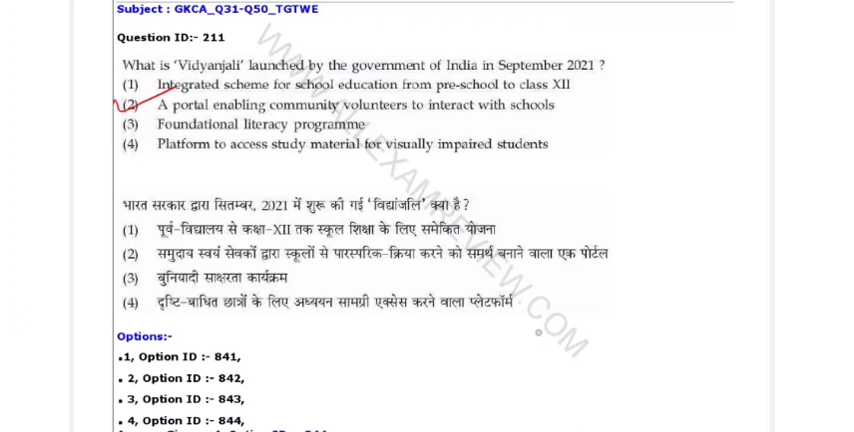 Subject : GKCA_Q31-Q50_TGTWE
Question ID:- 211
What is ‘Vidyanjali’ launched by the government of India in September 2021 ?
(1) Integrated scheme for school education from pre-school to class XII
(2) A portal enabling community volunteers to interact with schools
(3) Foundational literacy programme
(4) Platform to access study material for visually impaired students
भारत सरकार द्वारा सितम्बर, 2021 में शुरू की गई ‘विद्यांजलि’ क्या है ?
(1) पूर्व-विद्यालय से कक्षा-XII तक स्कूल शिक्षा के लिए समेकित योजना
(2) समुदाय स्वयं सेवकों द्वारा स्कूलों से पारस्परिक-क्रिया करने को समर्थ बनाने वाला एक पोर्टल
(3) बुनियादी साक्षरता कार्यक्रम
(4) दृष्टि-बाधित छात्रों के लिए अध्ययन सामग्री एक्सेस करने वाला प्लेटफॉर्म
Options:-
.1, Option ID :- 841,
. 2, Option ID :- 842,
. 3, Option ID :- 843,
. 4, Option ID :- 844,
WWW.ALLEXAMREVIEW.COM